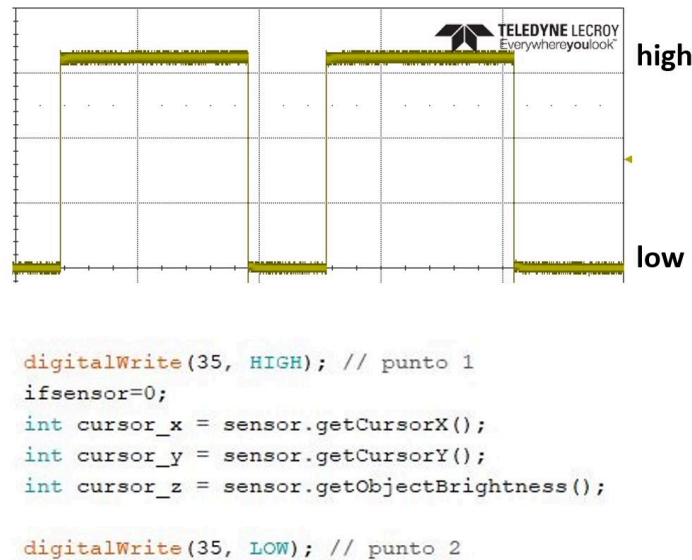 TELEDYNE LECROY
Everywhereyoulook™
high
low
digitalWrite(35, HIGH); // punto 1
ifsensor=0;
int cursor_x = sensor.getCursorX();
int cursor_y = sensor.getCursorY();
int cursor_z = sensor.getObjectBrightness();
digitalWrite(35, LOW); // punto 2